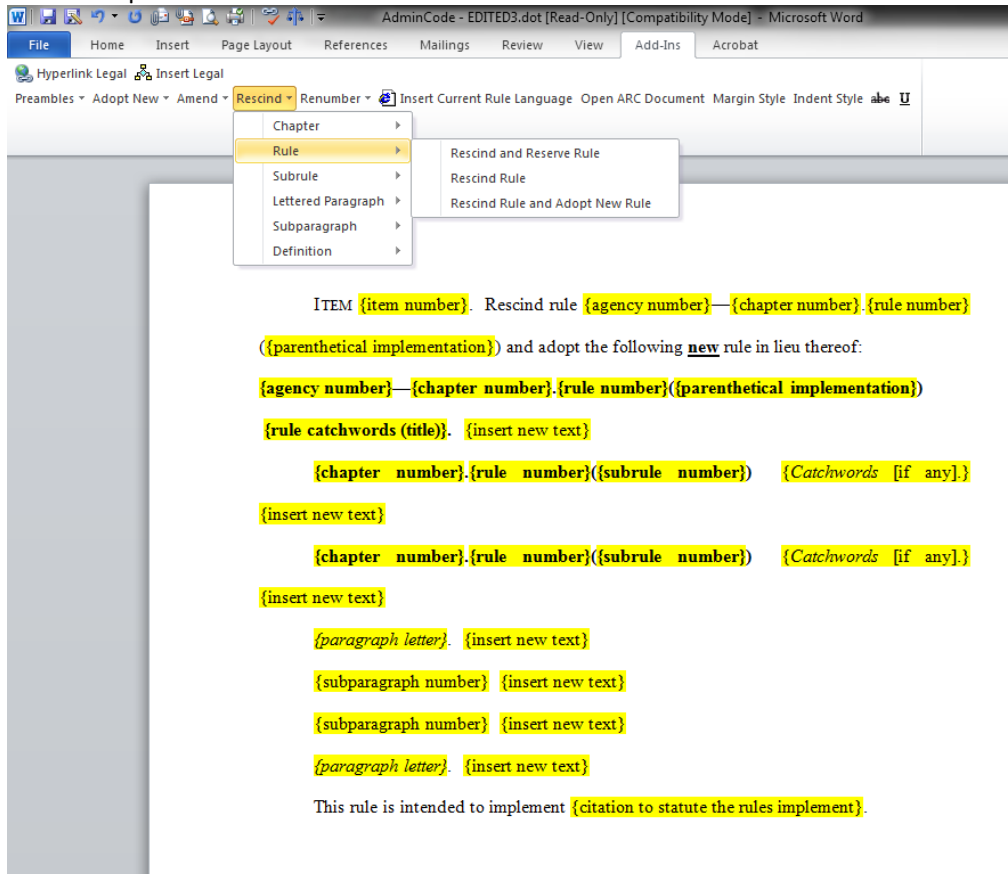 AdminCode - EDITED3.dot [Read-Only] [Compatibility Mode] - Microsoft Word
File Home Insert Page Layout References Mailings Review View Add-Ins Acrobat
Hyperlink Legal Insert Legal
Preambles Adopt New Amend Rescind Renumber Insert Current Rule Language Open ARC Document Margin Style Indent Style abc U
Chapter
Rule Rescind and Reserve Rule
Subrule Rescind Rule
Lettered Paragraph Rescind Rule and Adopt New Rule
Subparagraph
Definition
ITEM {item number}. Rescind rule {agency number}—{chapter number}.{rule number}
({parenthetical implementation}) and adopt the following new rule in lieu thereof:
{agency number}—{chapter number}.{rule number}({parenthetical implementation})
{rule catchwords (title)}. {insert new text}
{chapter number}.{rule number}({subrule number}) {Catchwords [if any].}
{insert new text}
{chapter number}.{rule number}({subrule number}) {Catchwords [if any].}
{insert new text}
{paragraph letter}. {insert new text}
{subparagraph number} {insert new text}
{subparagraph number} {insert new text}
{paragraph letter}. {insert new text}
This rule is intended to implement {citation to statute the rules implement}.